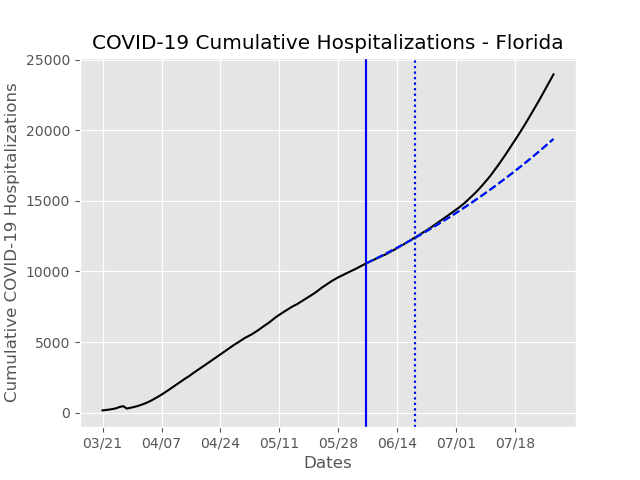 COVID-19 Cumulative Hospitalizations - Florida
Cumulative COVID-19 Hospitalizations
25000
20000
15000
10000
5000
0
03/21 04/07 04/24 05/11 05/28 06/14 07/01 07/18
Dates